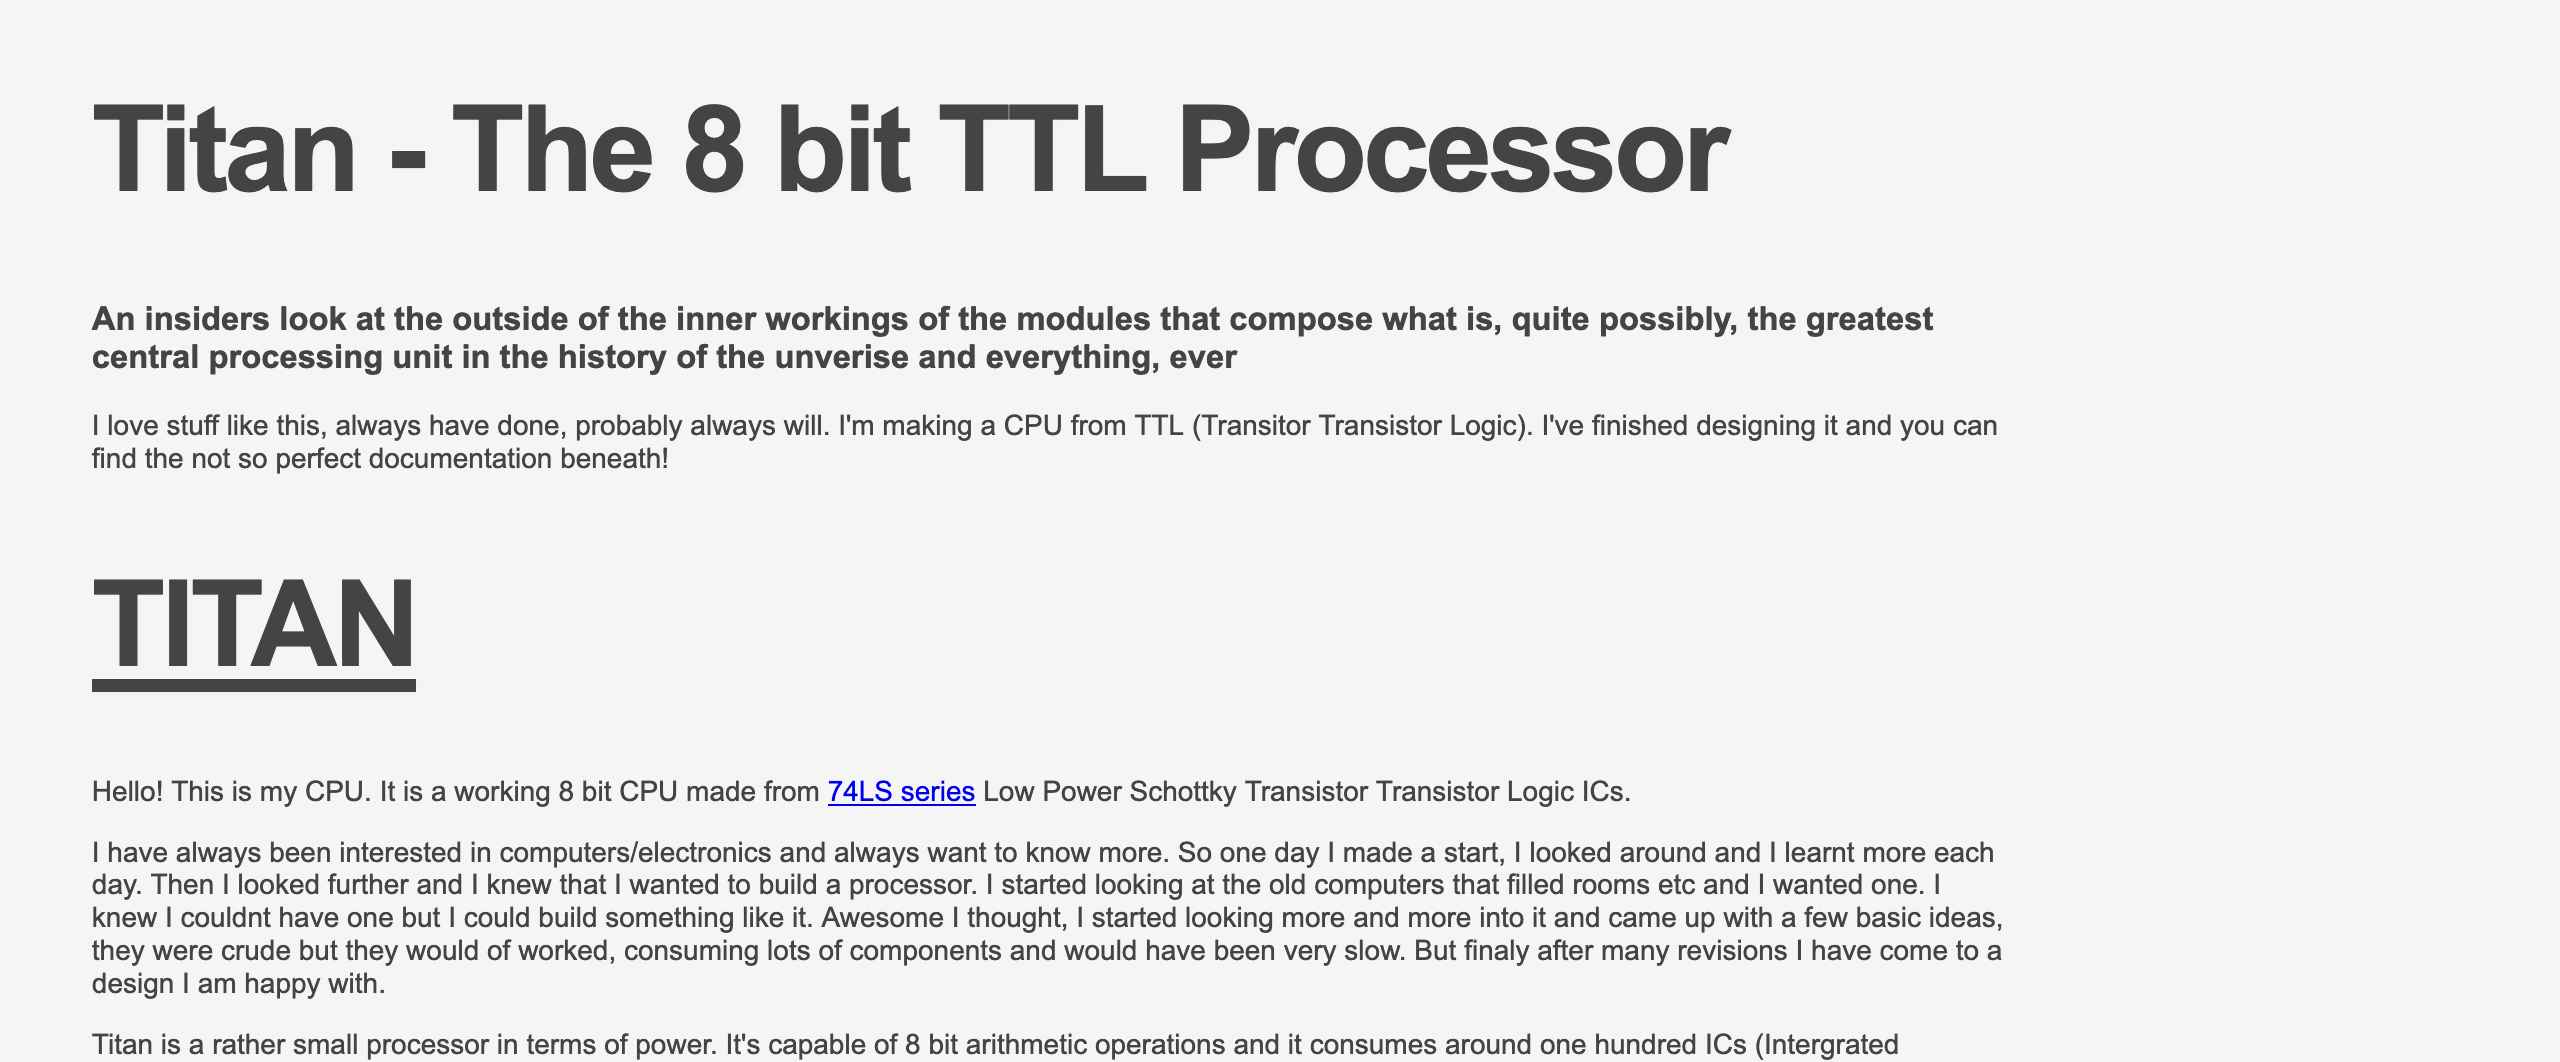 Titan - The 8 bit TTL Processor
An insiders look at the outside of the inner workings of the modules that compose what is, quite possibly, the greatest
central processing unit in the history of the unverise and everything, ever
I love stuff like this, always have done, probably always will. I'm making a CPU from TTL (Transitor Transistor Logic). I've finished designing it and you can
find the not so perfect documentation beneath!
TITAN
Hello! This is my CPU. It is a working 8 bit CPU made from 74LS series Low Power Schottky Transistor Transistor Logic ICs.
I have always been interested in computers/electronics and always want to know more. So one day I made a start, I looked around and I learnt more each
day. Then I looked further and I knew that I wanted to build a processor. I started looking at the old computers that filled rooms etc and I wanted one. I
knew I couldnt have one but I could build something like it. Awesome I thought, I started looking more and more into it and came up with a few basic ideas,
they were crude but they would of worked, consuming lots of components and would have been very slow. But finaly after many revisions I have come to a
design I am happy with.
Titan is a rather small processor in terms of power. It's capable of 8 bit arithmetic operations and it consumes around one hundred ICs (Intergrated